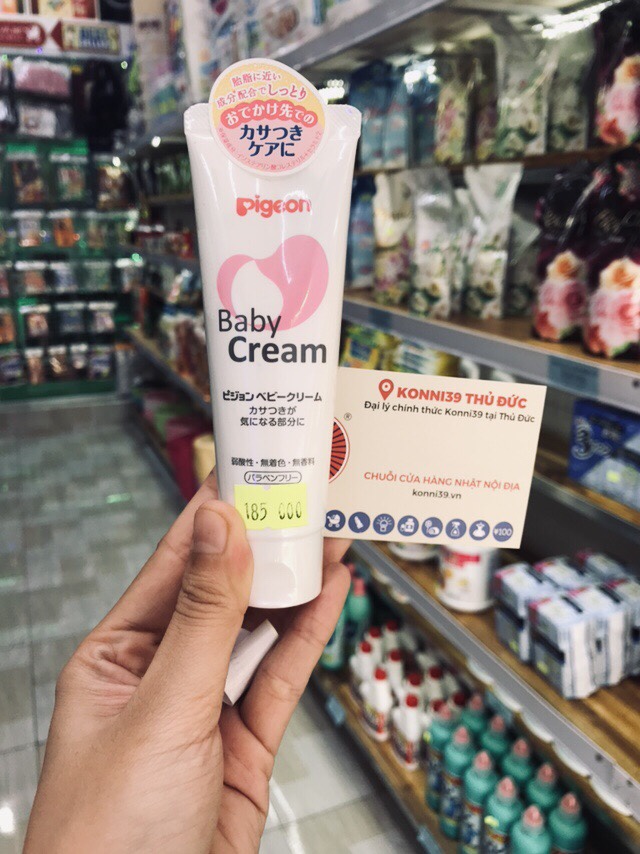 胎脂に近い
成分配合でしっとり
おでかけ先での
カサつき
ケアに
Pigeon
Baby
Cream
ピジョン ベビークリーム
カサつきが
気になる部分に
弱酸性・無着色・無香料
パラベンフリー
185 000
KONNI39 THỦ ĐỨC
Đại lý chính thức Konni39 tại Thủ Đức
®
CHUỖI CỬA HÀNG NHẬT NỘI ĐỊA
konni39.vn
¥100